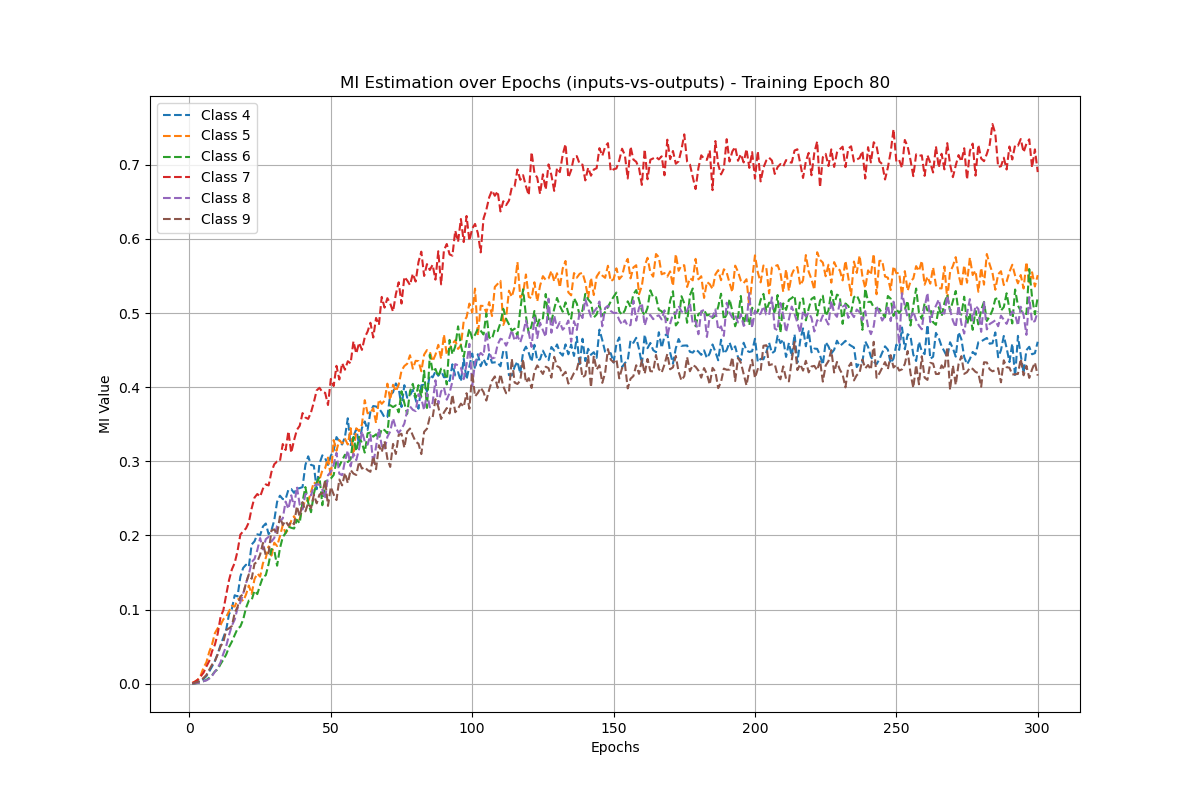 MI Estimation over Epochs (inputs-vs-outputs) - Training Epoch 80
Class 4
Class 5
Class 6
Class 7
Class 8
Class 9
MI Value
0.7
0.6
0.5
0.4
0.3
0.2
0.1
0.0
0 50 100 150 200 250 300
Epochs